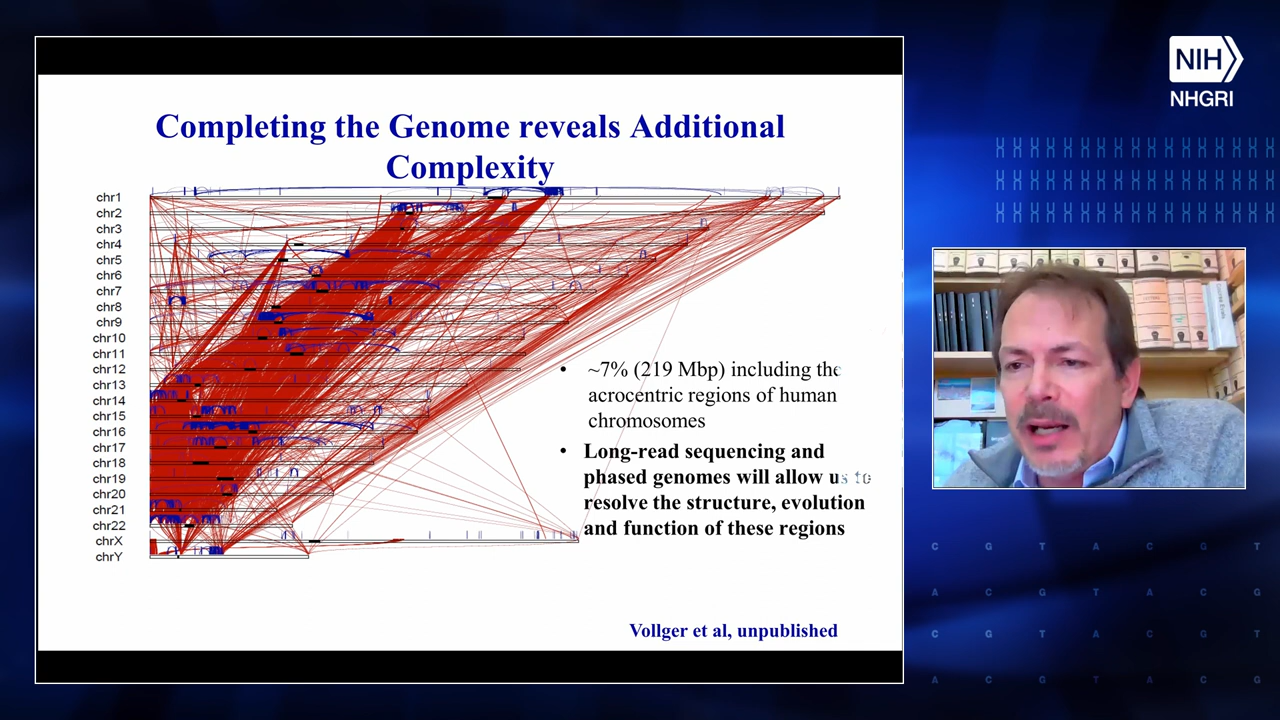 NIH
NHGRI
Completing the Genome reveals Additional
Complexity
chr1
chr2
chr3
chr4
chr5
chr6
chr7
chr8
chr9
chr10
chr11
chr12
chr13
chr14
chr15
chr16
chr17
chr18
chr19
chr20
chr21
chr22
chrX
chrY
• ~7% (219 Mbp) including the
acrocentric regions of human
chromosomes
• Long-read sequencing and
phased genomes will allow us to
resolve the structure, evolution
and function of these regions
Vollger et al, unpublished
C G T A C G T
A C G T A C G
C G T A C G T
A C G T A C G